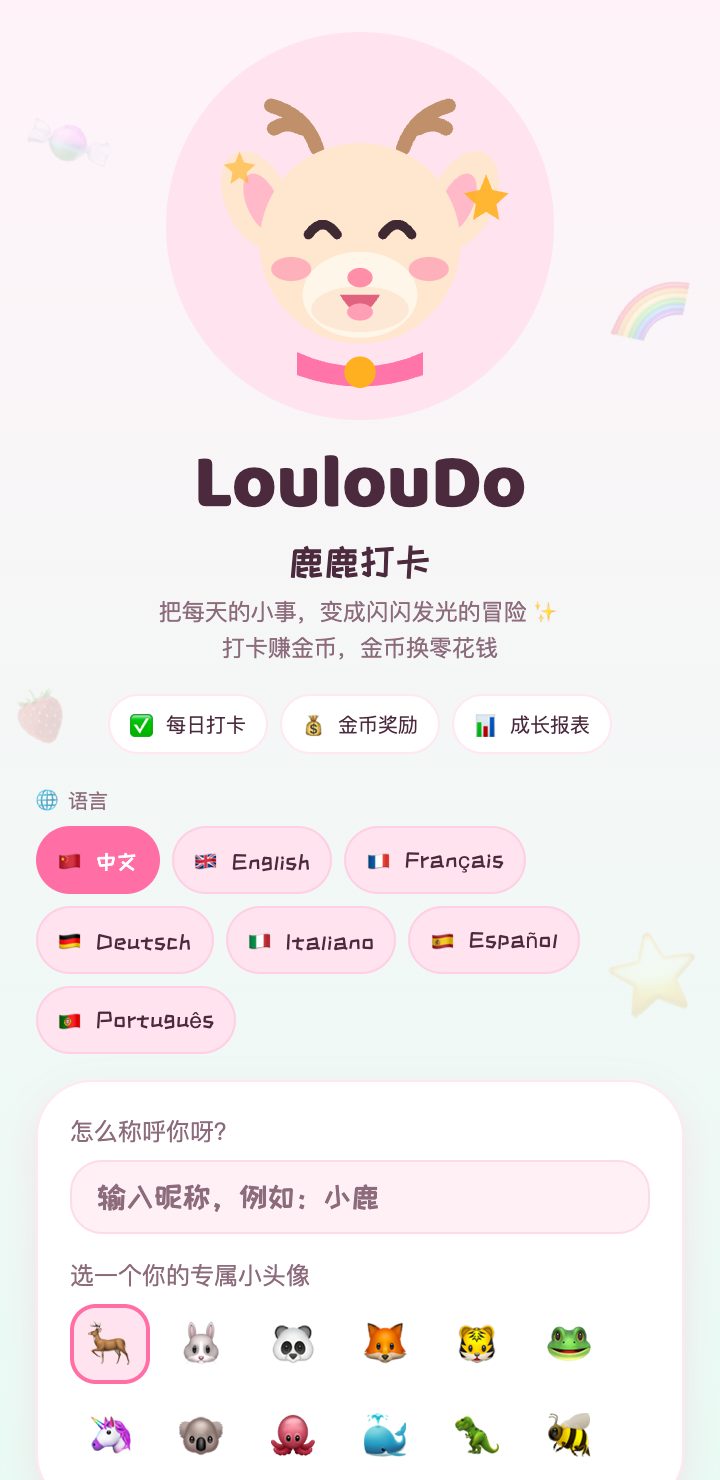 LoulouDo
鹿鹿打卡
把每天的小事，变成闪闪发光的冒险 ✨
打卡赚金币，金币换零花钱
✅ 每日打卡
💰 金币奖励
📊 成长报表
🌐 语言
🇨🇳 中文
🇬🇧 English
🇫🇷 Français
🇩🇪 Deutsch
🇮🇹 Italiano
🇪🇸 Español
🇵🇹 Português
怎么称呼你呀?
输入昵称，例如：小鹿
选一个你的专属小头像